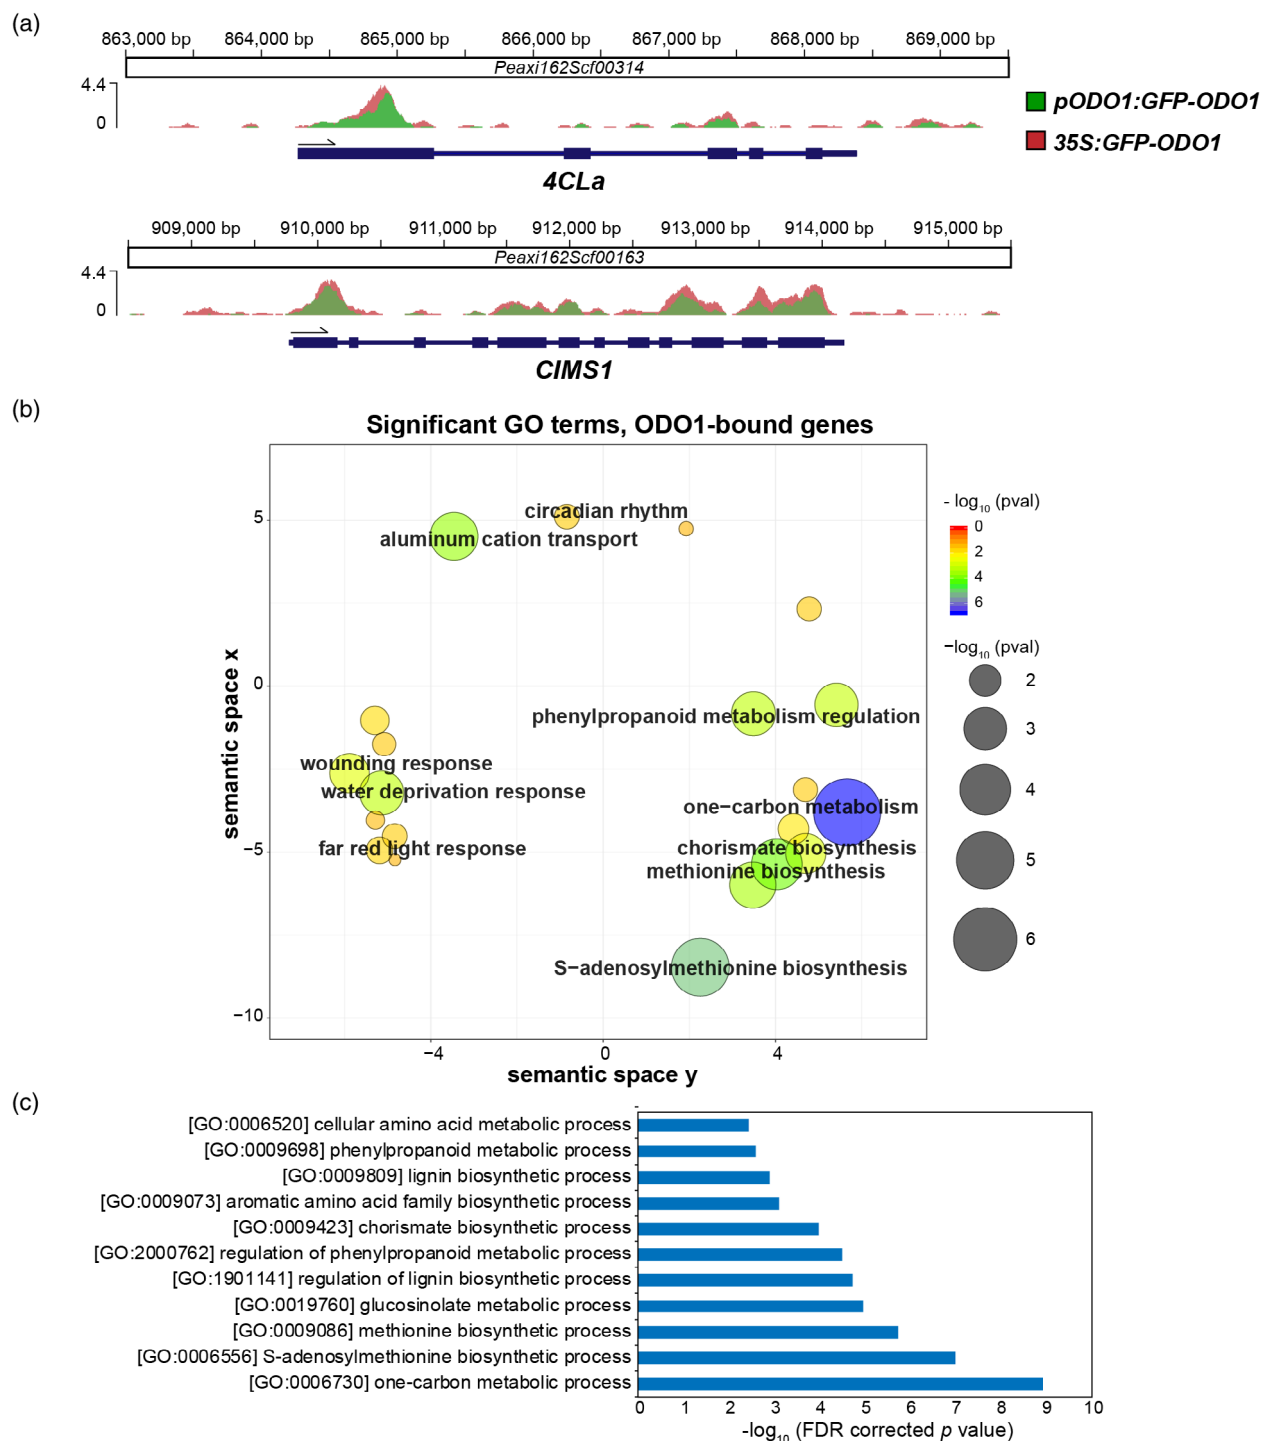 (a)
863,000 bp 864,000 bp 865,000 bp 866,000 bp 867,000 bp 868,000 bp 869,000 bp
Peaxi162Scf00314
4.4
0
pODO1:GFP-ODO1
35S:GFP-ODO1
4CLa
909,000 bp 910,000 bp 911,000 bp 912,000 bp 913,000 bp 914,000 bp 915,000 bp
Peaxi162Scf00163
4.4
0
CIMS1
(b)
Significant GO terms, ODO1-bound genes
circadian rhythm
aluminum cation transport
phenylpropanoid metabolism regulation
wounding response
water deprivation response
one−carbon metabolism
far red light response
chorismate biosynthesis
methionine biosynthesis
S−adenosylmethionine biosynthesis
5
0
−5
−10
semantic space x
−4 0 4
semantic space y
- log10 (pval)
0
2
4
6
−log10 (pval)
2
3
4
5
6
(c)
[GO:0006520] cellular amino acid metabolic process
[GO:0009698] phenylpropanoid metabolic process
[GO:0009809] lignin biosynthetic process
[GO:0009073] aromatic amino acid family biosynthetic process
[GO:0009423] chorismate biosynthetic process
[GO:2000762] regulation of phenylpropanoid metabolic process
[GO:1901141] regulation of lignin biosynthetic process
[GO:0019760] glucosinolate metabolic process
[GO:0009086] methionine biosynthetic process
[GO:0006556] S-adenosylmethionine biosynthetic process
[GO:0006730] one-carbon metabolic process
0 1 2 3 4 5 6 7 8 9 10
-log10 (FDR corrected p value)